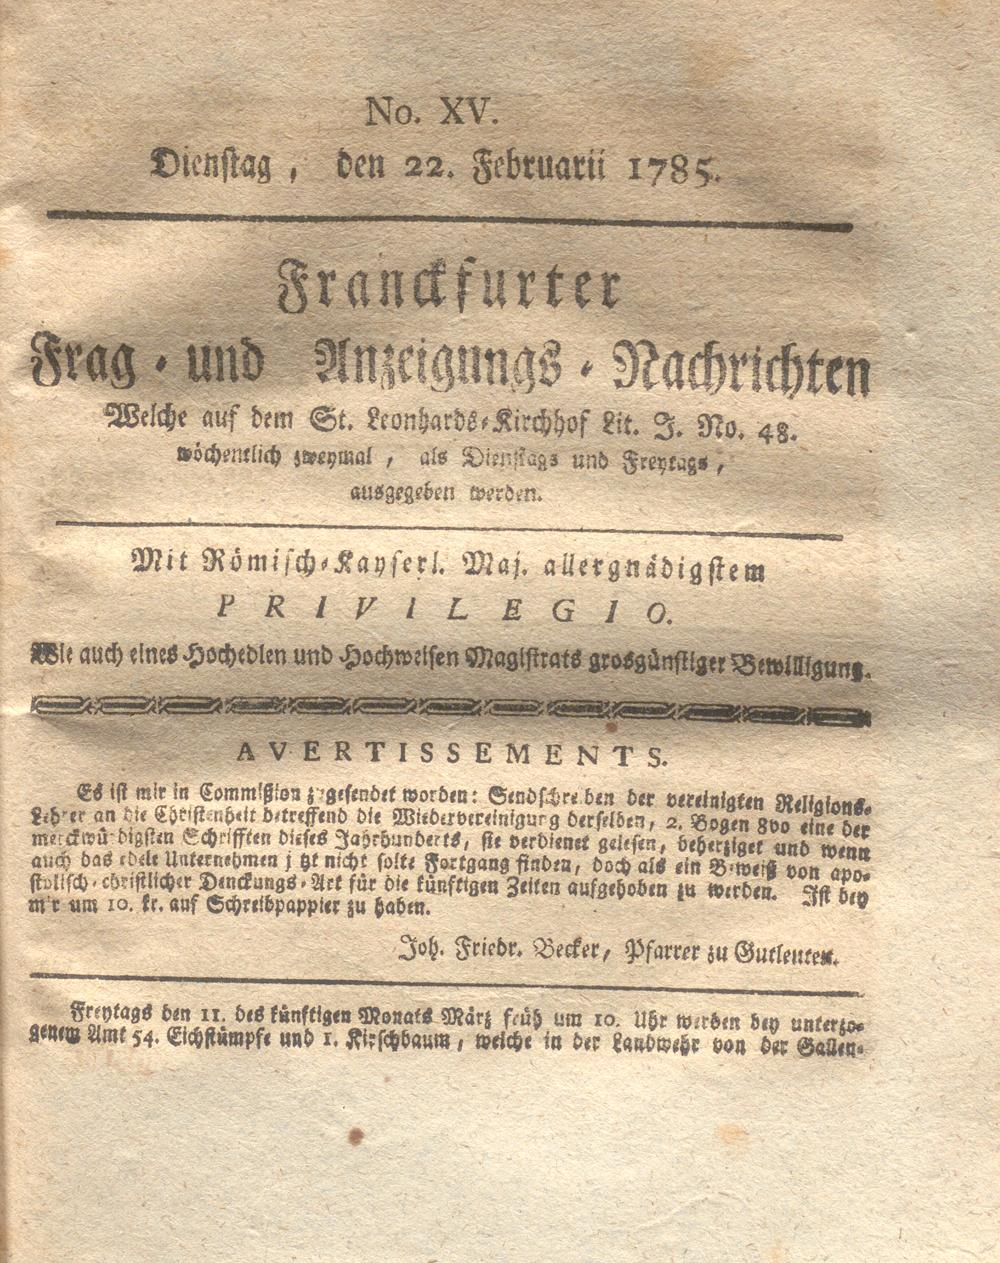 No. XV.
Dienstag, den 22. Februarii 1785.
Franckfurter
Frag- und Anzeigungs-Nachrichten
Welche auf dem St. Leonhards-Kirchhof Lit. J. No. 48.
wöchentlich zweymal, als Dienstags und Freytags,
ausgegeben werden.
Mit Römisch-Kayserl. Maj. allergnädigstem
PRIVILEGIO.
Wie auch eines Hochedlen und Hochweisen Magistrats grosgünstiger Bewilligung.
AVERTISSEMENTS.
Es ist mir in Commißion zugesendet worden: Sendschreiben der vereinigten Religions-
Lehrer an die Christenheit betreffend die Wiedervereinigung derselben, 2. Bogen 8vo eine der
merckwürdigsten Schrifften dieses Jahrhunderts, sie verdienet gelesen, beherziget und wenn
auch das edele Unternehmen jetzt nicht solte Fortgang finden, doch als ein Beweiß von apo-
stolisch-christlicher Denckungs-Art für die künftigen Zeiten aufgehoben zu werden. Ist bey
mir um 10. kr. auf Schreibpappier zu haben.
Joh. Friedr. Becker, Pfarrer zu Gutleuten.
Freytags den 11. des künftigen Monats März früh um 10. Uhr werden bey unterzo-
genem Amt 54. Eichstümpfe und 1. Kirschbaum, welche in der Landwehr von der Gallen-